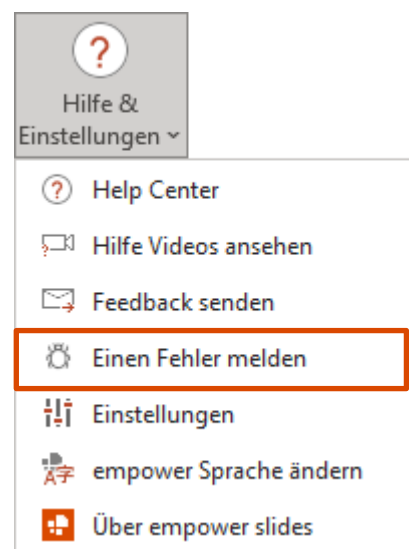 Hilfe &
Einstellungen
Help Center
Hilfe Videos ansehen
Feedback senden
Einen Fehler melden
Einstellungen
empower Sprache ändern
Über empower slides